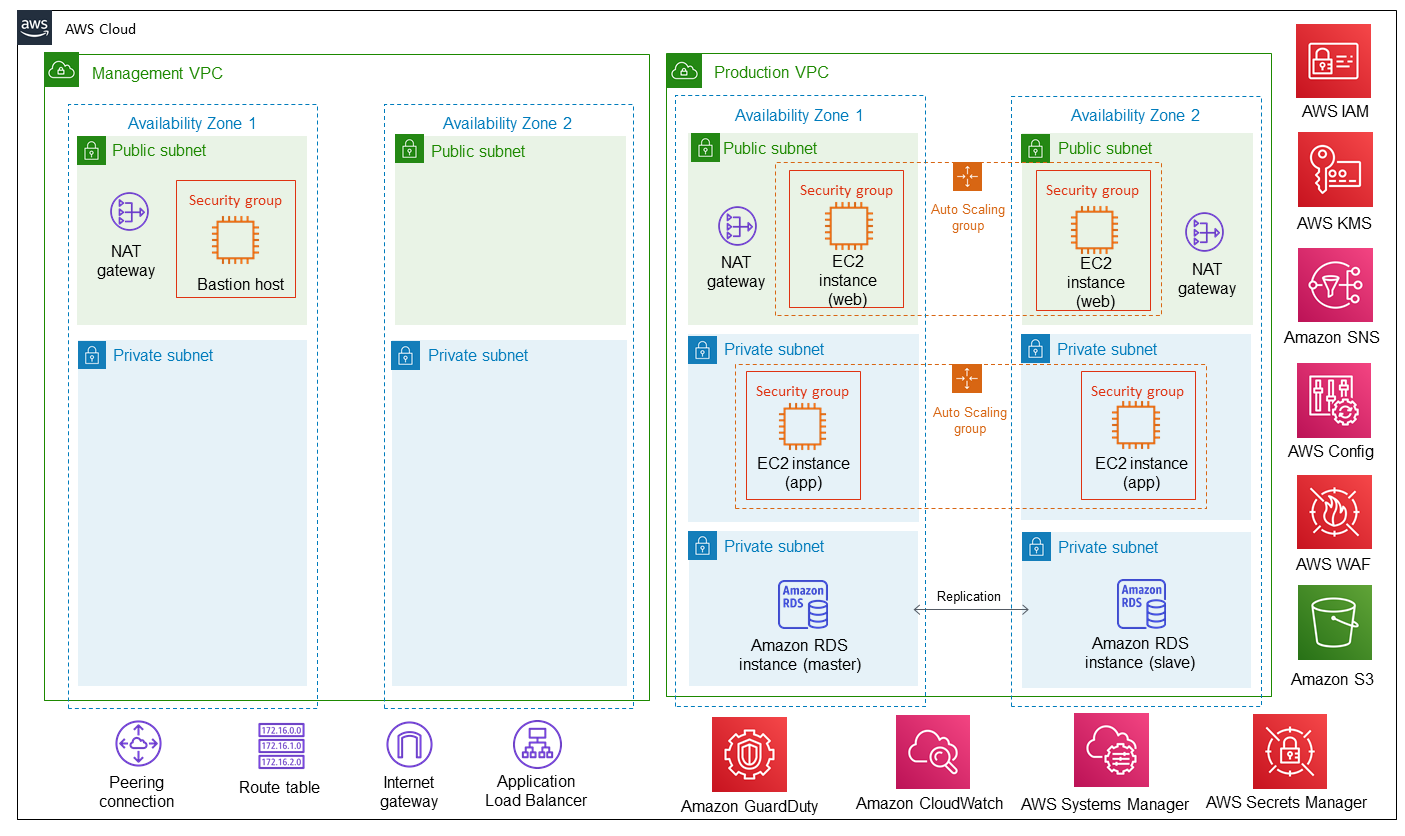 aws
AWS Cloud
Management VPC
Availability Zone 1
Public subnet
NAT
gateway
Security group
Bastion host
Private subnet
Availability Zone 2
Public subnet
Private subnet
Production VPC
Availability Zone 1
Public subnet
NAT
gateway
Security group
EC2
instance
(web)
Auto Scaling
group
Availability Zone 2
Public subnet
Security group
EC2
instance
(web)
NAT
gateway
Private subnet
Security group
EC2 instance
(app)
Auto Scaling
group
Private subnet
Security group
EC2 instance
(app)
Private subnet
Amazon
RDS
Amazon RDS
instance (master)
Replication
Private subnet
Amazon
RDS
Amazon RDS
instance (slave)
AWS IAM
AWS KMS
Amazon SNS
AWS Config
AWS WAF
Amazon S3
Peering
connection
172.16.0.0
172.16.1.0
172.16.2.0
Route table
Internet
gateway
Application
Load Balancer
Amazon GuardDuty
Amazon CloudWatch
AWS Systems Manager
AWS Secrets Manager